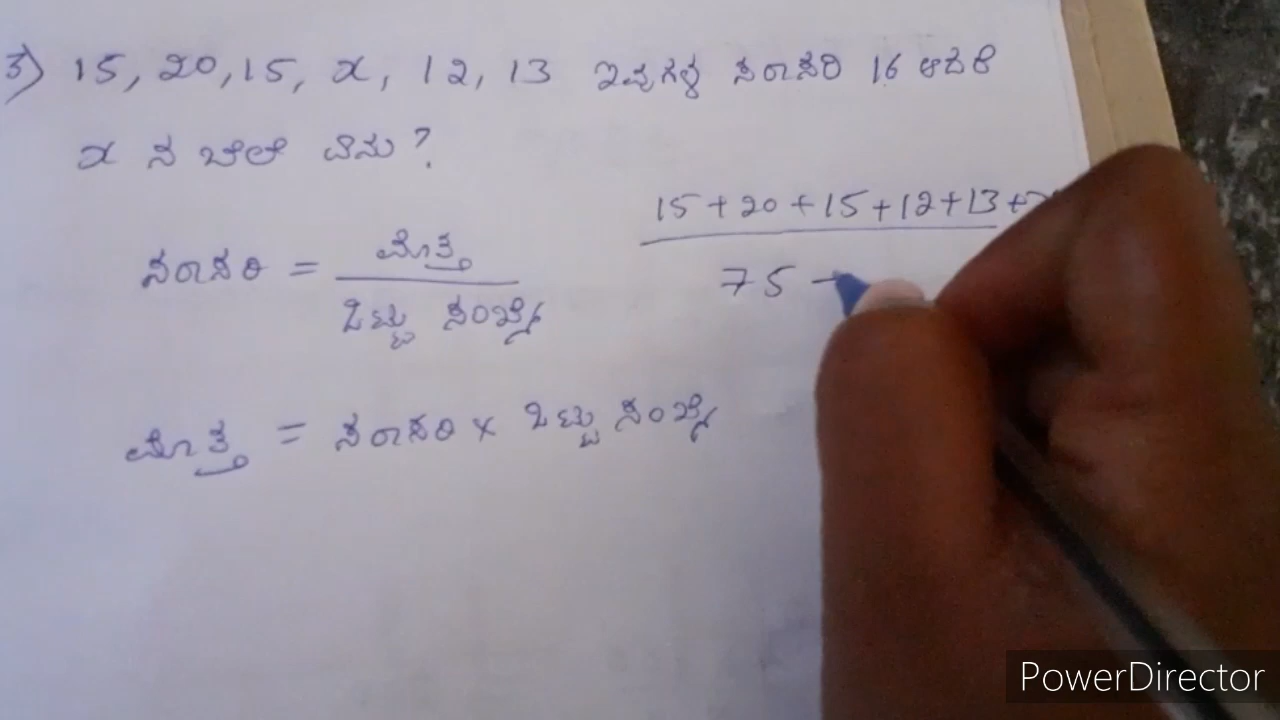 3) 15, 20, 15, x, 12, 13 ಇವುಗಳ ಸರಾಸರಿ 16 ಆದರೆ
x ನ ಬೆಲೆ ಏನು?
15 + 20 + 15 + 12 + 13 +
ಸರಾಸರಿ = ಮೊತ್ತ
ಒಟ್ಟು ಸಂಖ್ಯೆ
75
ಮೊತ್ತ = ಸರಾಸರಿ x ಒಟ್ಟು ಸಂಖ್ಯೆ
PowerDirector